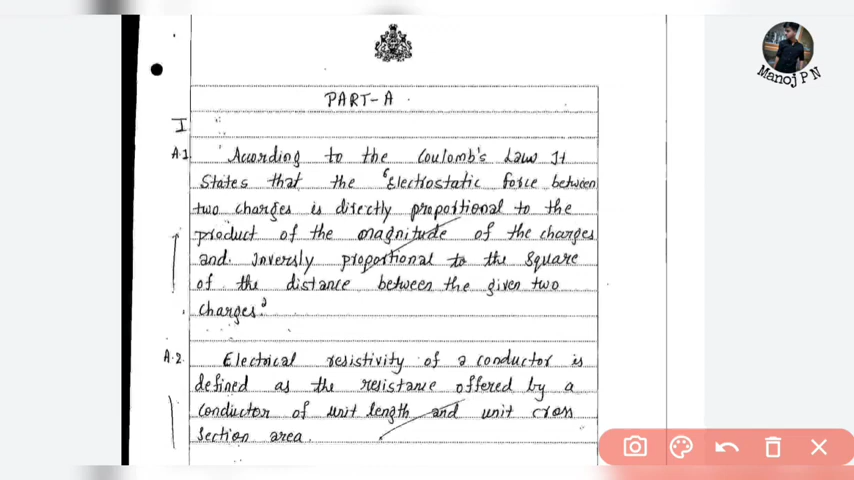 Manoj P N
PART-A
I
A.1 According to the Coulomb's Law It
States that the "Electrostatic force between
two charges is directly proportional to the
product of the magnitude of the charges
and inversly proportional to the square
of the distance between the given two
charges"
A.2. Electrical resistivity of a conductor is
defined as the resistance offered by a
conductor of unit length and unit cross
section area.